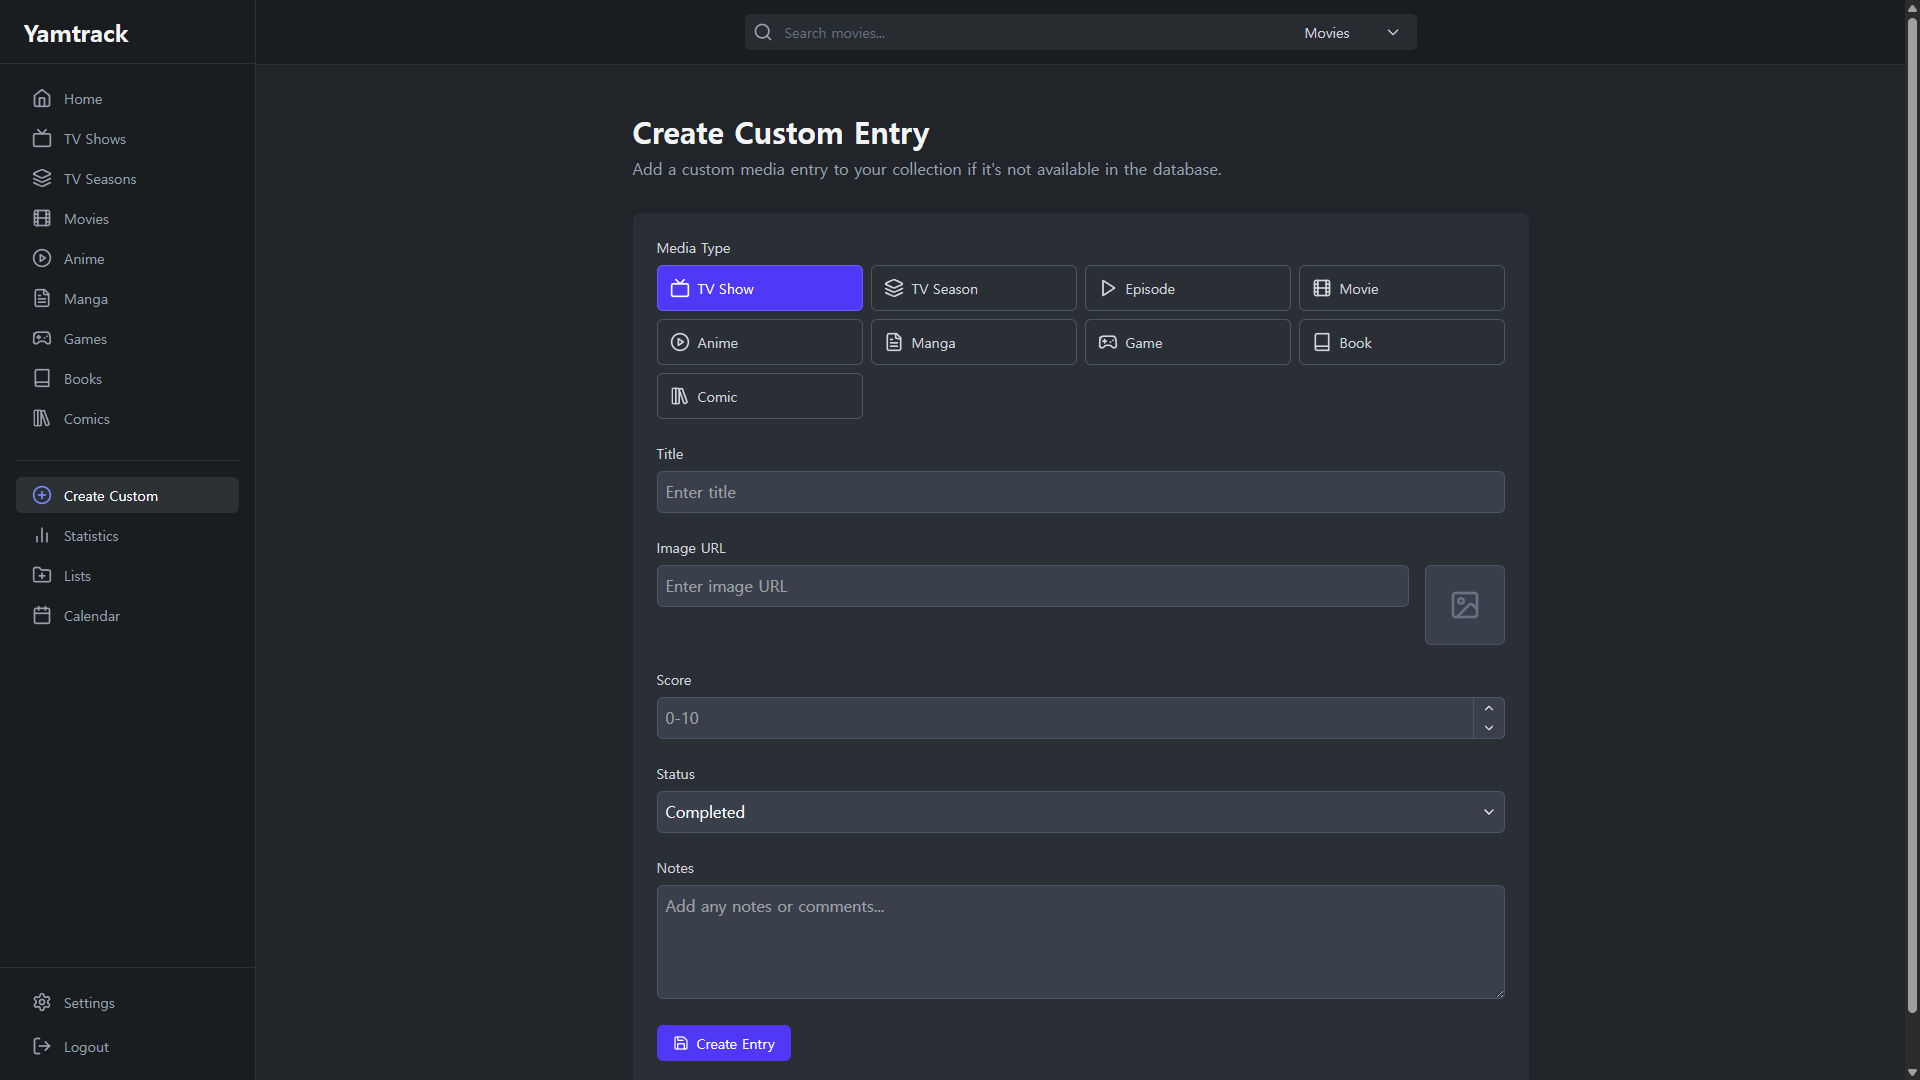 Yamtrack
Search movies...
Movies
Home
TV Shows
TV Seasons
Movies
Anime
Manga
Games
Books
Comics
Create Custom
Statistics
Lists
Calendar
Settings
Logout
Create Custom Entry
Add a custom media entry to your collection if it's not available in the database.
Media Type
TV Show
TV Season
Episode
Movie
Anime
Manga
Game
Book
Comic
Title
Enter title
Image URL
Enter image URL
Score
0-10
Status
Completed
Notes
Add any notes or comments...
Create Entry